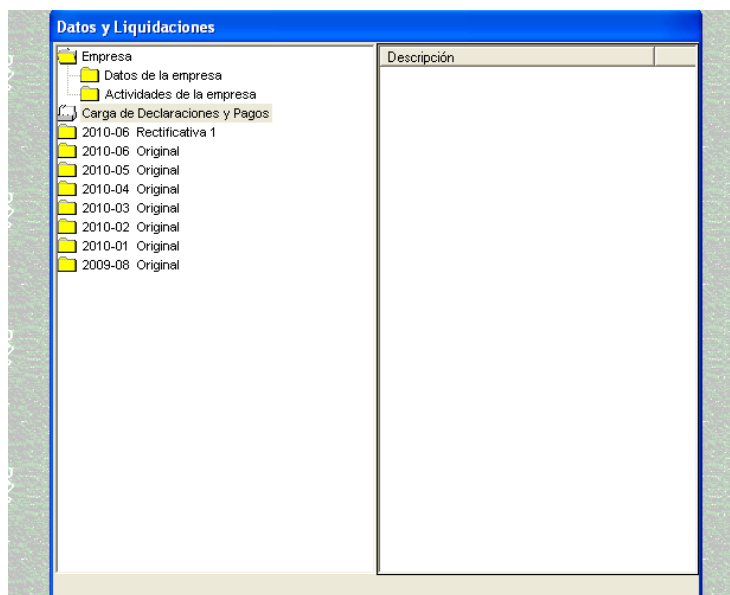 Datos y Liquidaciones
Empresa
Datos de la empresa
Actividades de la empresa
Carga de Declaraciones y Pagos
2010-06 Rectificativa 1
2010-06 Original
2010-05 Original
2010-04 Original
2010-03 Original
2010-02 Original
2010-01 Original
2009-08 Original
Descripción